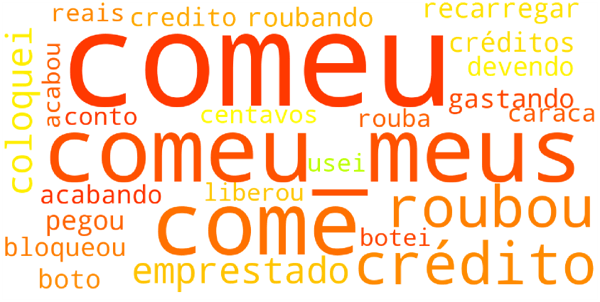 reais credito roubando recarregar
comeu
coloquei
acabou
créditos
devendo
conto centavos rouba gastando
caraca
comeu_meus
usei
acabando liberou
come roubou
pegou botei
bloqueou
boto emprestado crédito